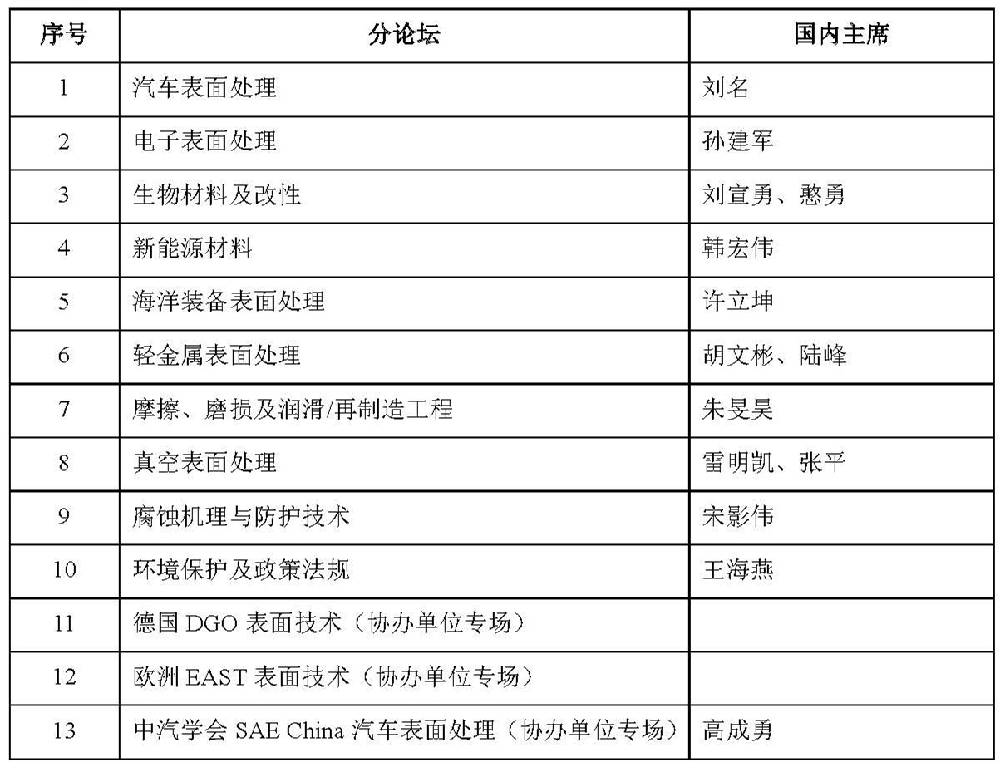 序号 分论坛 国内主席
1 汽车表面处理 刘名
2 电子表面处理 孙建军
3 生物材料及改性 刘宣勇、憨勇
4 新能源材料 韩宏伟
5 海洋装备表面处理 许立坤
6 轻金属表面处理 胡文彬、陆峰
7 摩擦、磨损及润滑/再制造工程 朱旻昊
8 真空表面处理 雷明凯、张平
9 腐蚀机理与防护技术 宋影伟
10 环境保护及政策法规 王海燕
11 德国 DGO 表面技术（协办单位专场）
12 欧洲 EAST 表面技术（协办单位专场）
13 中汽学会 SAE China 汽车表面处理（协办单位专场） 高成勇